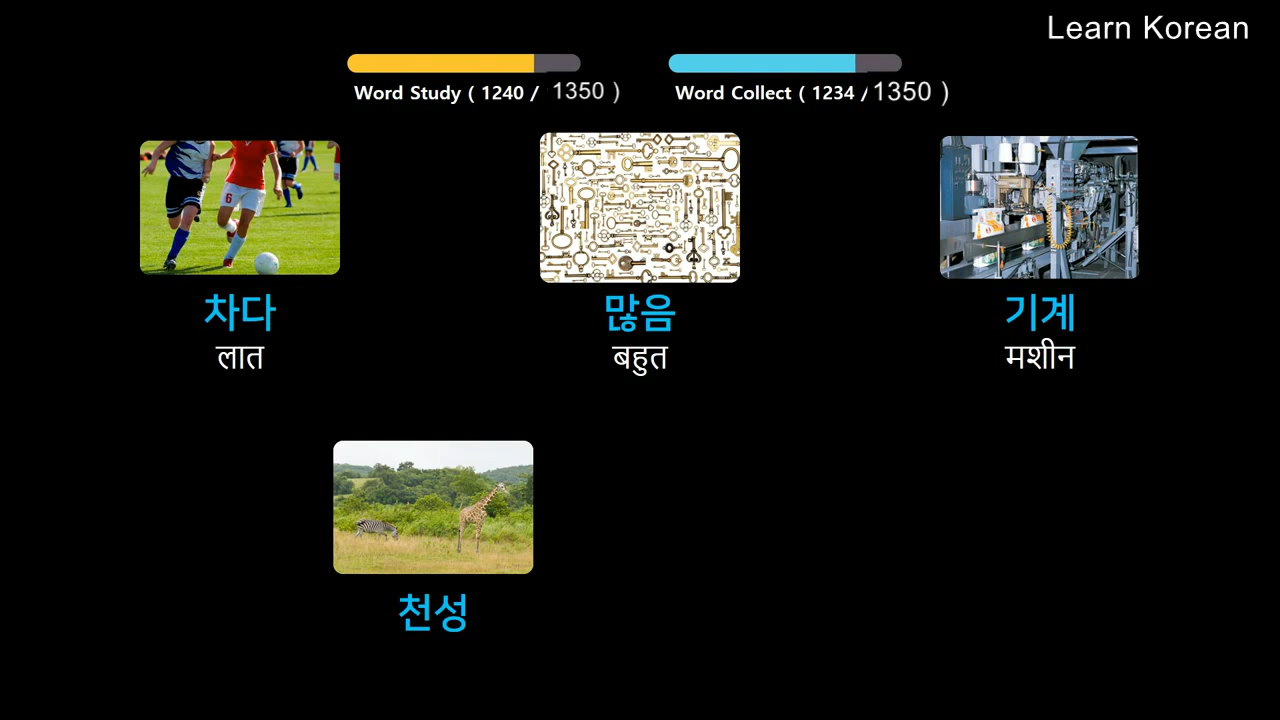 Learn Korean
Word Study ( 1240 / 1350 )
Word Collect ( 1234 / 1350 )
차다
लात
많음
बहुत
기계
मशीन
천성